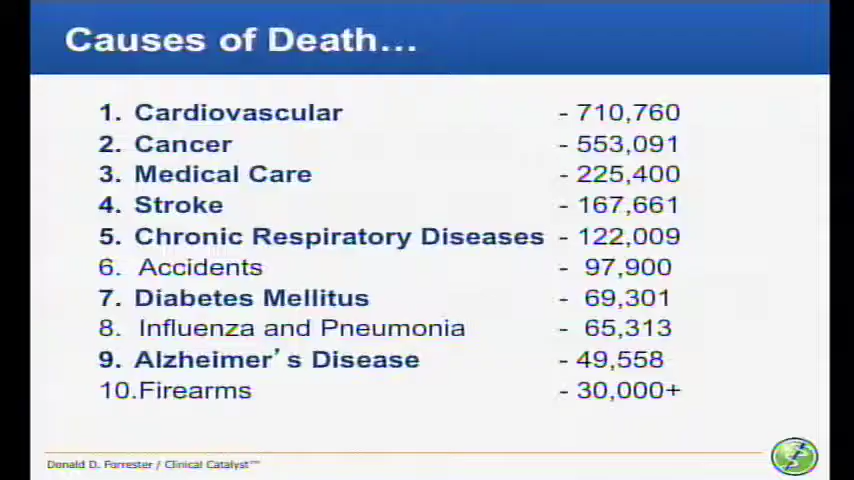 Causes of Death...
1. Cardiovascular - 710,760
2. Cancer - 553,091
3. Medical Care - 225,400
4. Stroke - 167,661
5. Chronic Respiratory Diseases - 122,009
6. Accidents - 97,900
7. Diabetes Mellitus - 69,301
8. Influenza and Pneumonia - 65,313
9. Alzheimer's Disease - 49,558
10.Firearms - 30,000+
Donald D. Forrester / Clinical Catalyst™